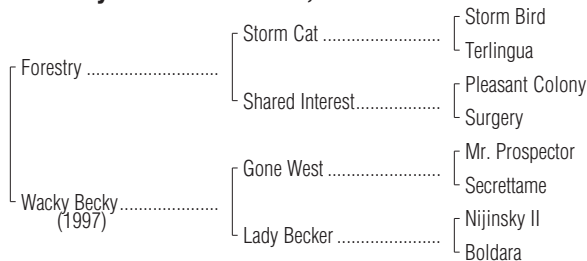 Storm Bird
Storm Cat ........................
Terlingua
Forestry ...........................
Pleasant Colony
Shared Interest.................
Surgery
Mr. Prospector
Gone West ......................
Secrettame
Wacky Becky....................
(1997)
Nijinsky II
Lady Becker .....................
Boldara